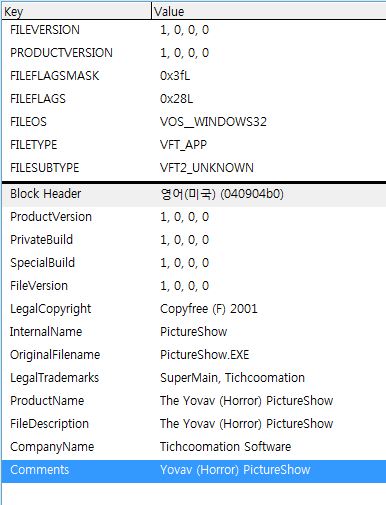 Key Value
FILEVERSION 1, 0, 0, 0
PRODUCTVERSION 1, 0, 0, 0
FILEFLAGSMASK 0x3fL
FILEFLAGS 0x28L
FILEOS VOS__WINDOWS32
FILETYPE VFT_APP
FILESUBTYPE VFT2_UNKNOWN
Block Header 영어(미국) (040904b0)
ProductVersion 1, 0, 0, 0
PrivateBuild 1, 0, 0, 0
SpecialBuild 1, 0, 0, 0
FileVersion 1, 0, 0, 0
LegalCopyright Copyfree (F) 2001
InternalName PictureShow
OriginalFilename PictureShow.EXE
LegalTrademarks SuperMain, Tichcoomation
ProductName The Yovav (Horror) PictureShow
FileDescription The Yovav (Horror) PictureShow
CompanyName Tichcoomation Software
Comments Yovav (Horror) PictureShow